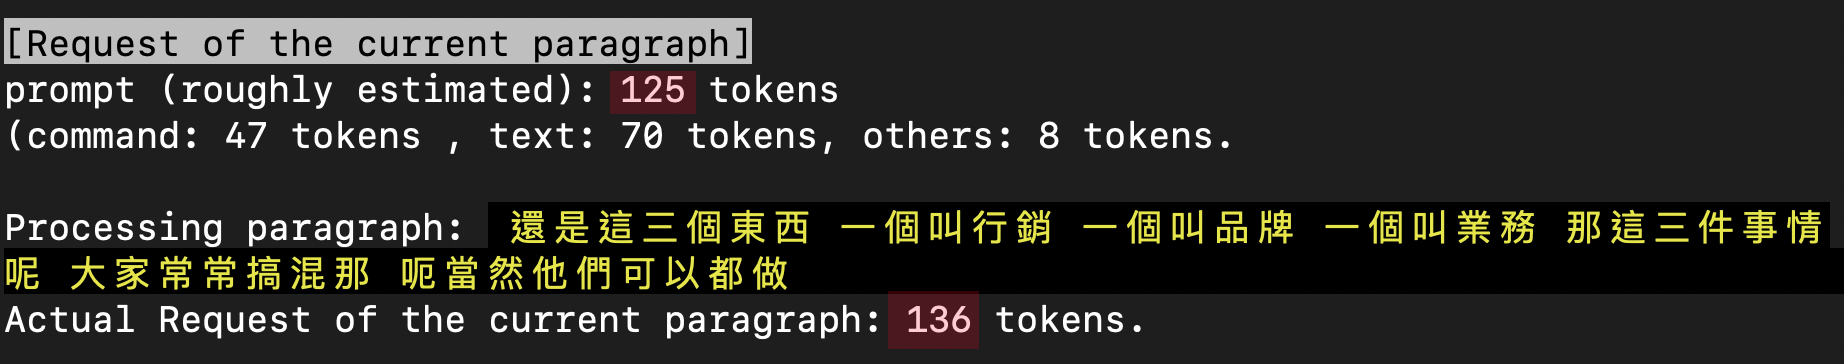 [Request of the current paragraph]
prompt (roughly estimated): 125 tokens
(command: 47 tokens , text: 70 tokens, others: 8 tokens.
Processing paragraph: 還是這三個東西 一個叫行銷 一個叫品牌 一個叫業務 那這三件事情
呢 大家常常搞混那 呃當然他們可以都做
Actual Request of the current paragraph: 136 tokens.